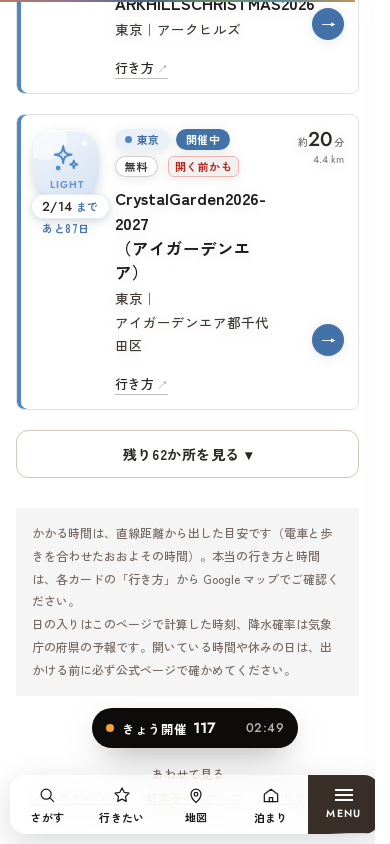 ARKHILLSCHRISTMAS2026
東京｜アークヒルズ
→
行き方 ↗
東京
開催中
約20分
無料
開く前かも
4.4 km
LIGHT
2/14 まで
あと87日
CrystalGarden2026-
2027
（アイガーデンエ
ア）
東京｜
アイガーデンエア都千代
田区
→
行き方 ↗
残り62か所を見る ▾
かかる時間は、直線距離から出した目安です（電車と歩
きを合わせたおおよその時間）。本当の行き方と時間
は、各カードの「行き方」から Google マップでご確認く
ださい。
日の入りはこのページで計算した時刻、降水確率は気象
庁の府県の予報です。開いている時間や休みの日は、出
かける前に必ず公式ページで確かめてください。
きょう開催 117 02:49
あわせて見る
さがす
行きたい
地図
泊まり
MENU